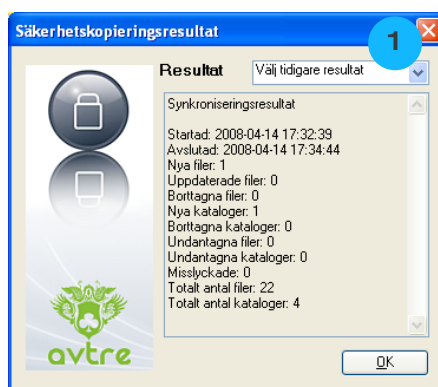 Säkerhetskopieringsresultat
1
Resultat Välj tidigare resultat
Synkroniseringsresultat
Startad: 2008-04-14 17:32:39
Avslutad: 2008-04-14 17:34:44
Nya filer: 1
Uppdaterade filer: 0
Borttagna filer: 0
Nya kataloger: 1
Borttagna kataloger: 0
Undantagna filer: 0
Undantagna kataloger: 0
Misslyckade: 0
Totalt antal filer: 22
Totalt antal kataloger: 4
avtre
OK